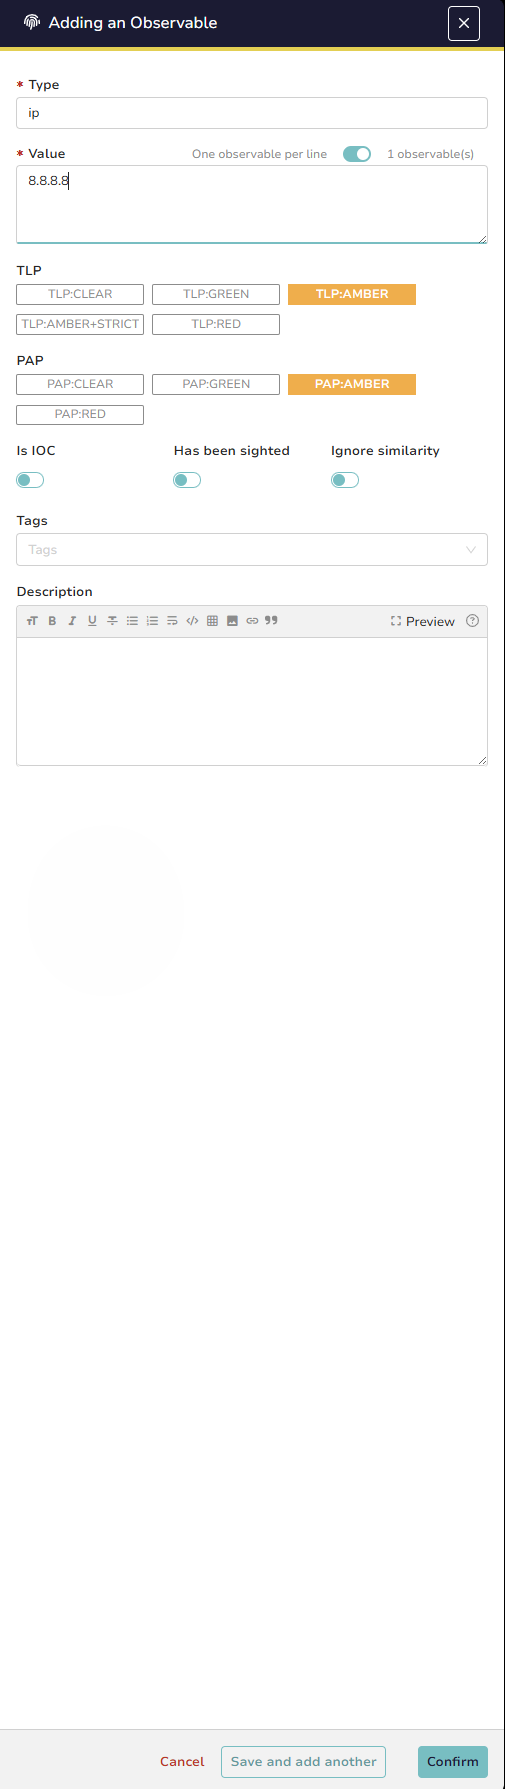 Adding an Observable
* Type
ip
* Value One observable per line 1 observable(s)
8.8.8.8
TLP
TLP:CLEAR TLP:GREEN TLP:AMBER
TLP:AMBER+STRICT TLP:RED
PAP
PAP:CLEAR PAP:GREEN PAP:AMBER
PAP:RED
Is IOC Has been sighted Ignore similarity
Tags
Tags
Description
Preview
Cancel Save and add another Confirm